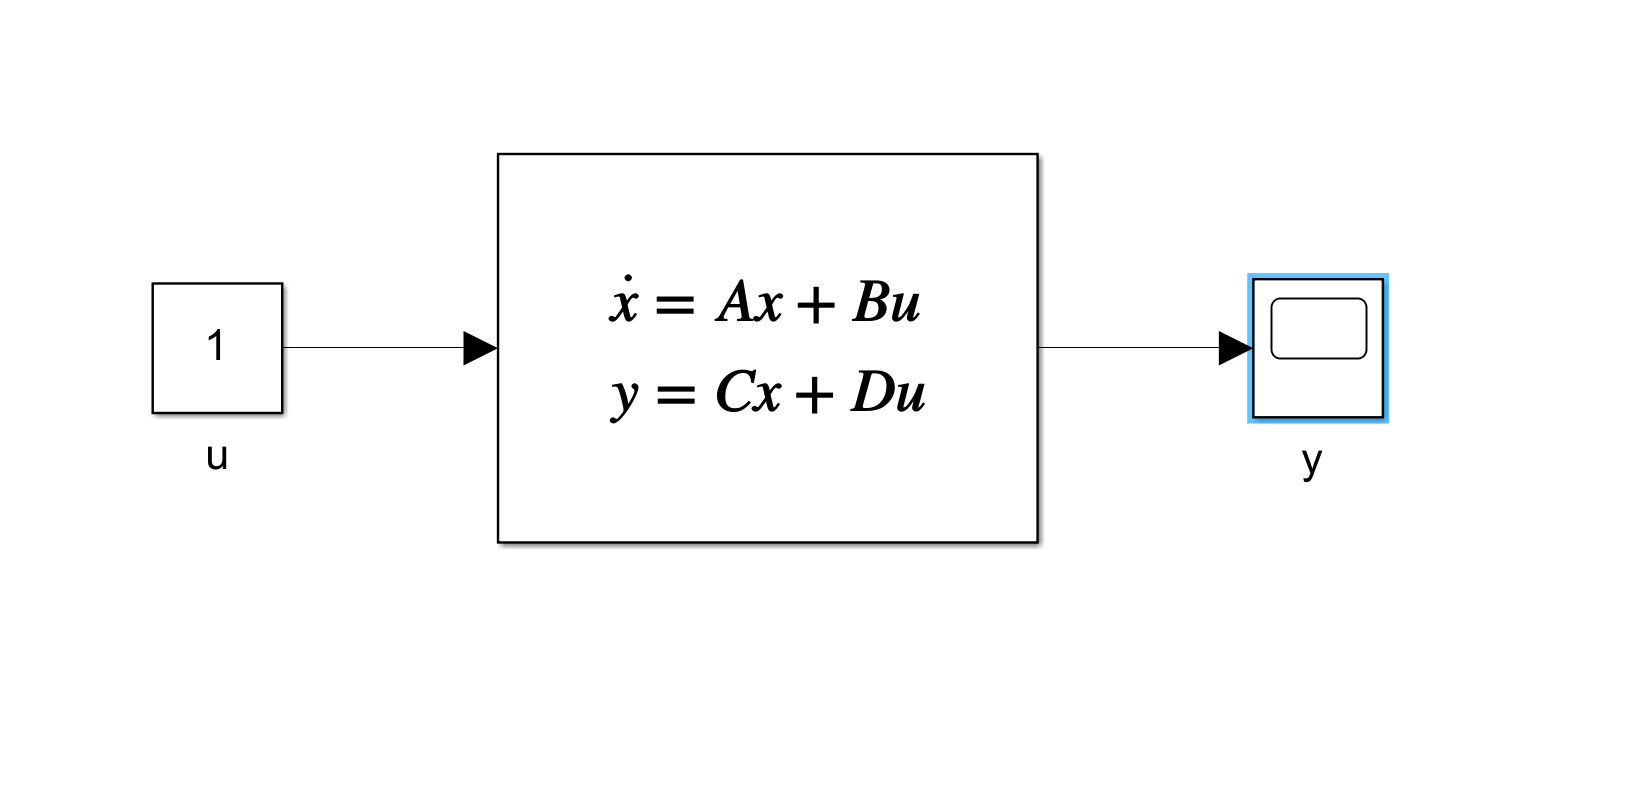 1
u
ẋ = Ax + Bu
y = Cx + Du
y